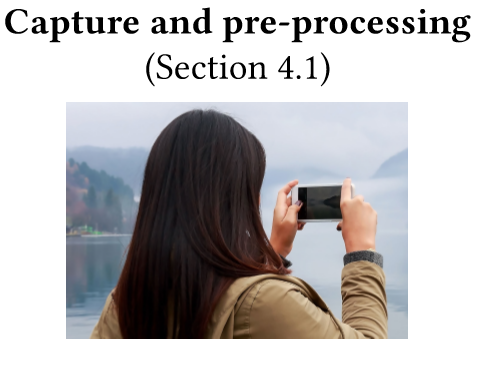 Capture and pre-processing
(Section 4.1)